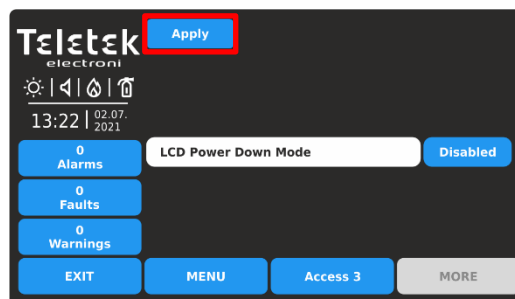 Teletek
electroni
Apply
13:22
02.07.
2021
LCD Power Down Mode
Disabled
0
Alarms
0
Faults
0
Warnings
EXIT
MENU
Access 3
MORE